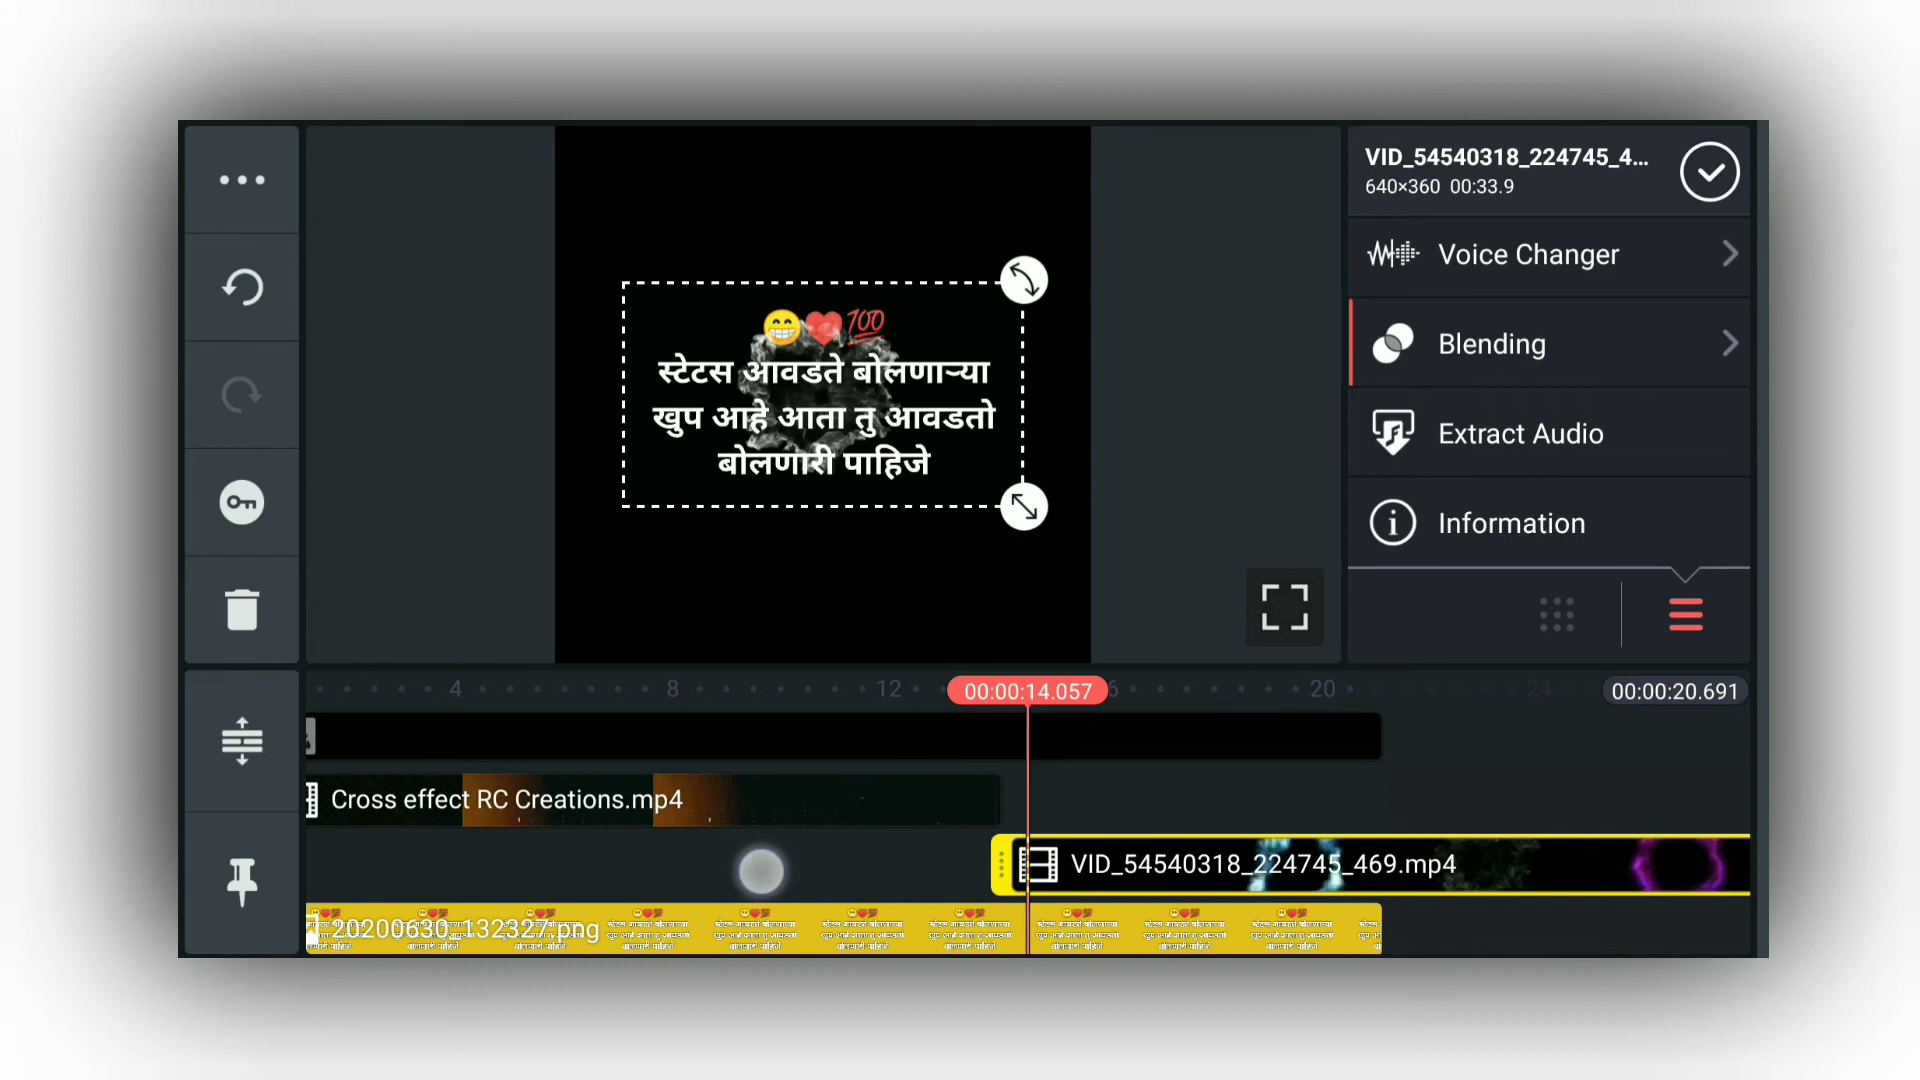 VID_54540318_224745_4...
640×360 00:33.9
Voice Changer
Blending
Extract Audio
Information
😁❤️💯
स्टेटस आवडते बोलणाऱ्या
खुप आहे आता तु आवडतो
बोलणारी पाहिजे
4
8
12
00:00:14.057
6
20
24
00:00:20.691
Cross effect RC Creations.mp4
VID_54540318_224745_469.mp4
20200630_132327.png